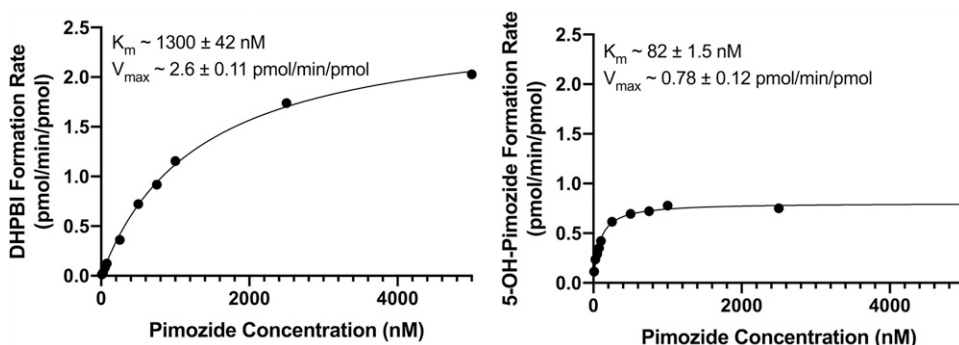 DHPBI Formation Rate
(pmol/min/pmol)
Km ~ 1300 ± 42 nM
Vmax ~ 2.6 ± 0.11 pmol/min/pmol
2.5
2.0
1.5
1.0
0.5
0.0
0
2000
4000
Pimozide Concentration (nM)
5-OH-Pimozide Formation Rate
(pmol/min/pmol)
Km ~ 82 ± 1.5 nM
Vmax ~ 0.78 ± 0.12 pmol/min/pmol
2.5
2.0
1.5
1.0
0.5
0.0
0
2000
4000
Pimozide Concentration (nM)